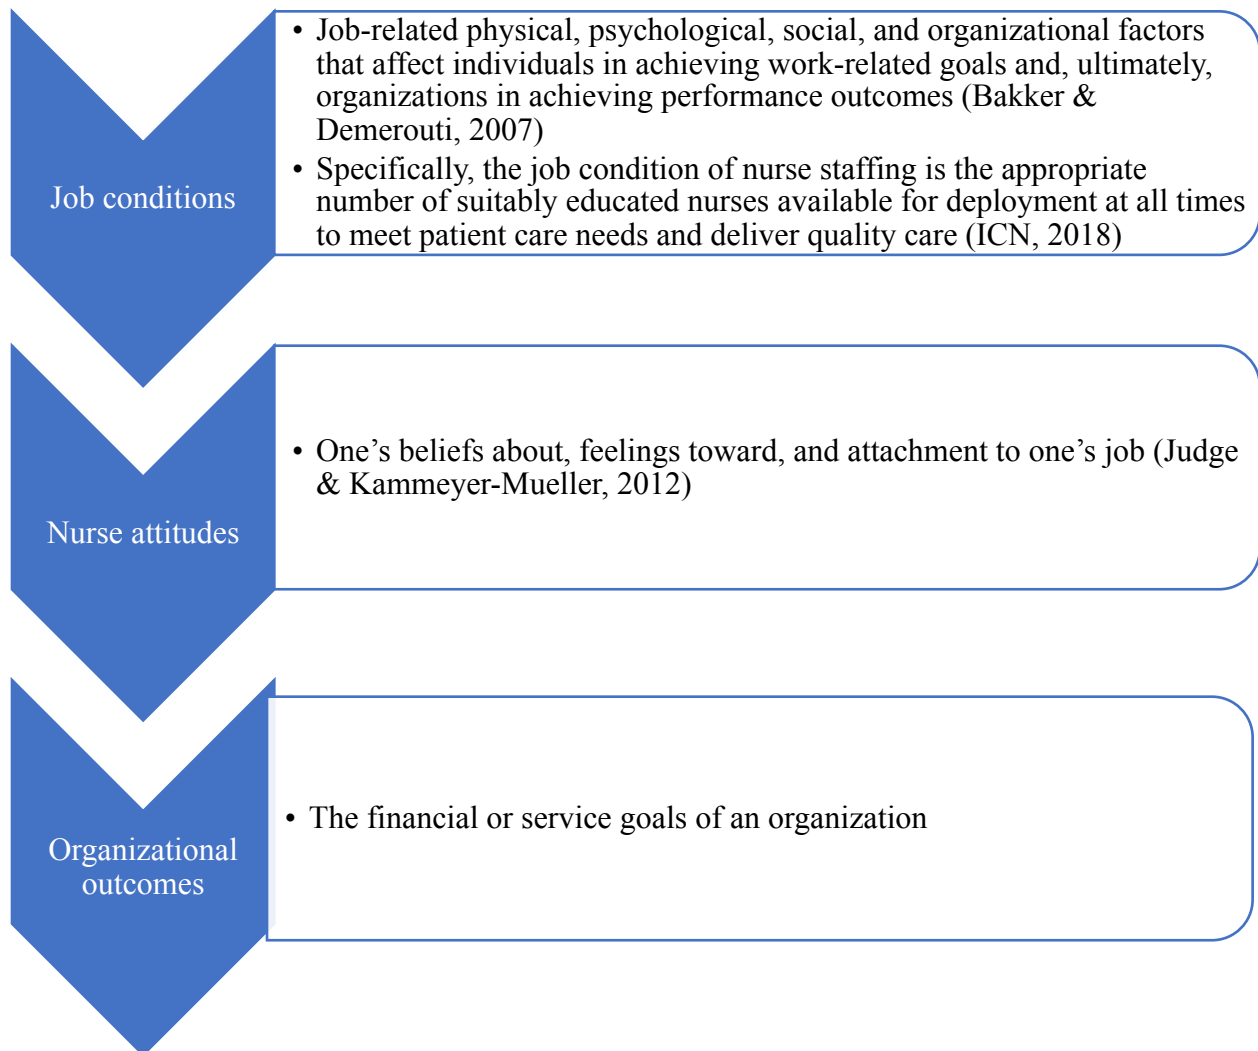 Job conditions
• Job-related physical, psychological, social, and organizational factors
that affect individuals in achieving work-related goals and, ultimately,
organizations in achieving performance outcomes (Bakker &
Demerouti, 2007)
• Specifically, the job condition of nurse staffing is the appropriate
number of suitably educated nurses available for deployment at all times
to meet patient care needs and deliver quality care (ICN, 2018)
Nurse attitudes
• One’s beliefs about, feelings toward, and attachment to one’s job (Judge
& Kammeyer-Mueller, 2012)
Organizational
outcomes
• The financial or service goals of an organization